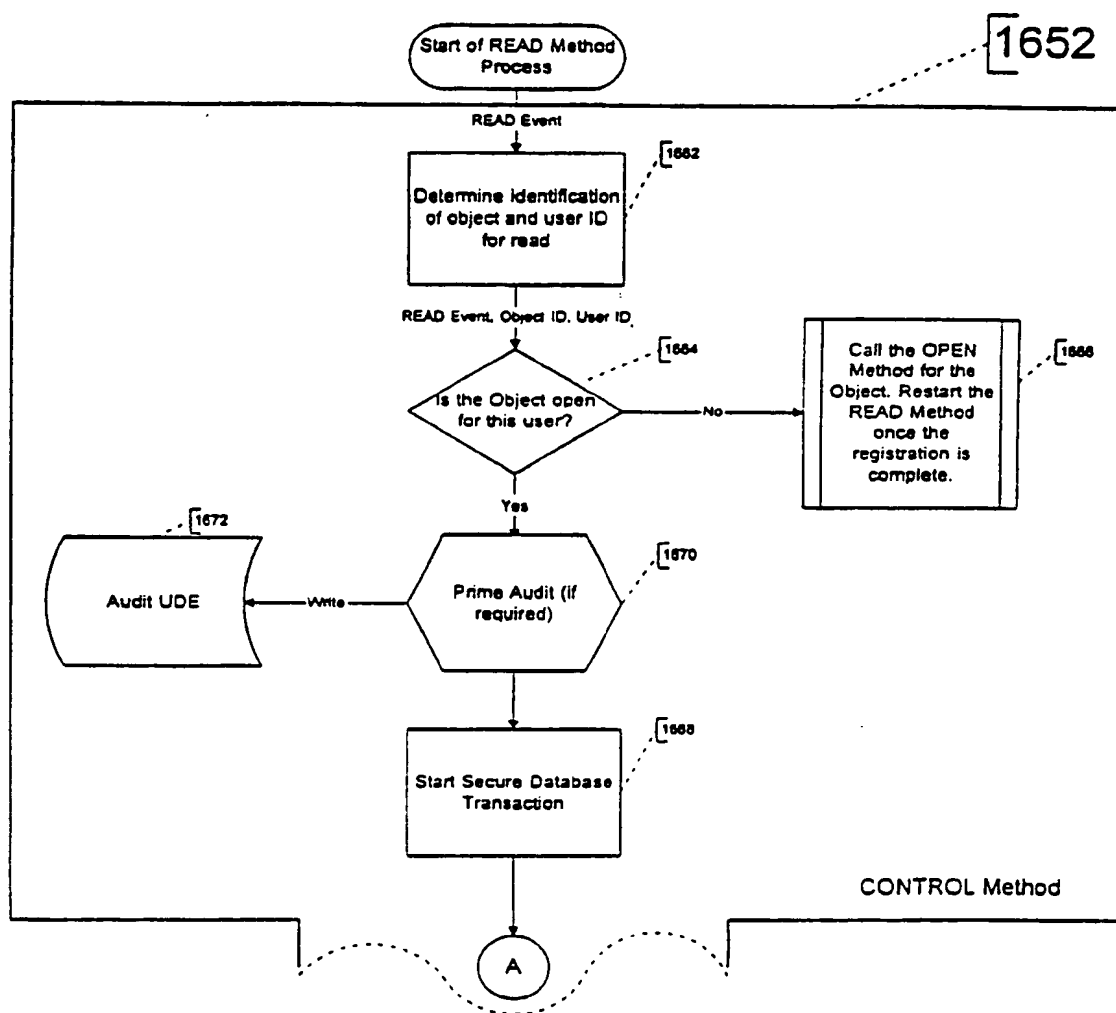 Start of READ Method
Process
1652
READ Event
1662
Determine identification
of object and user ID
for read
READ Event, Object ID, User ID
1664
Is the Object open
for this user?
No
Call the OPEN
Method for the
Object. Restart the
READ Method
once the
registration is
complete.
1666
Yes
1672
Audit UDE
Write
Prime Audit (if
required)
1670
1668
Start Secure Database
Transaction
CONTROL Method
A